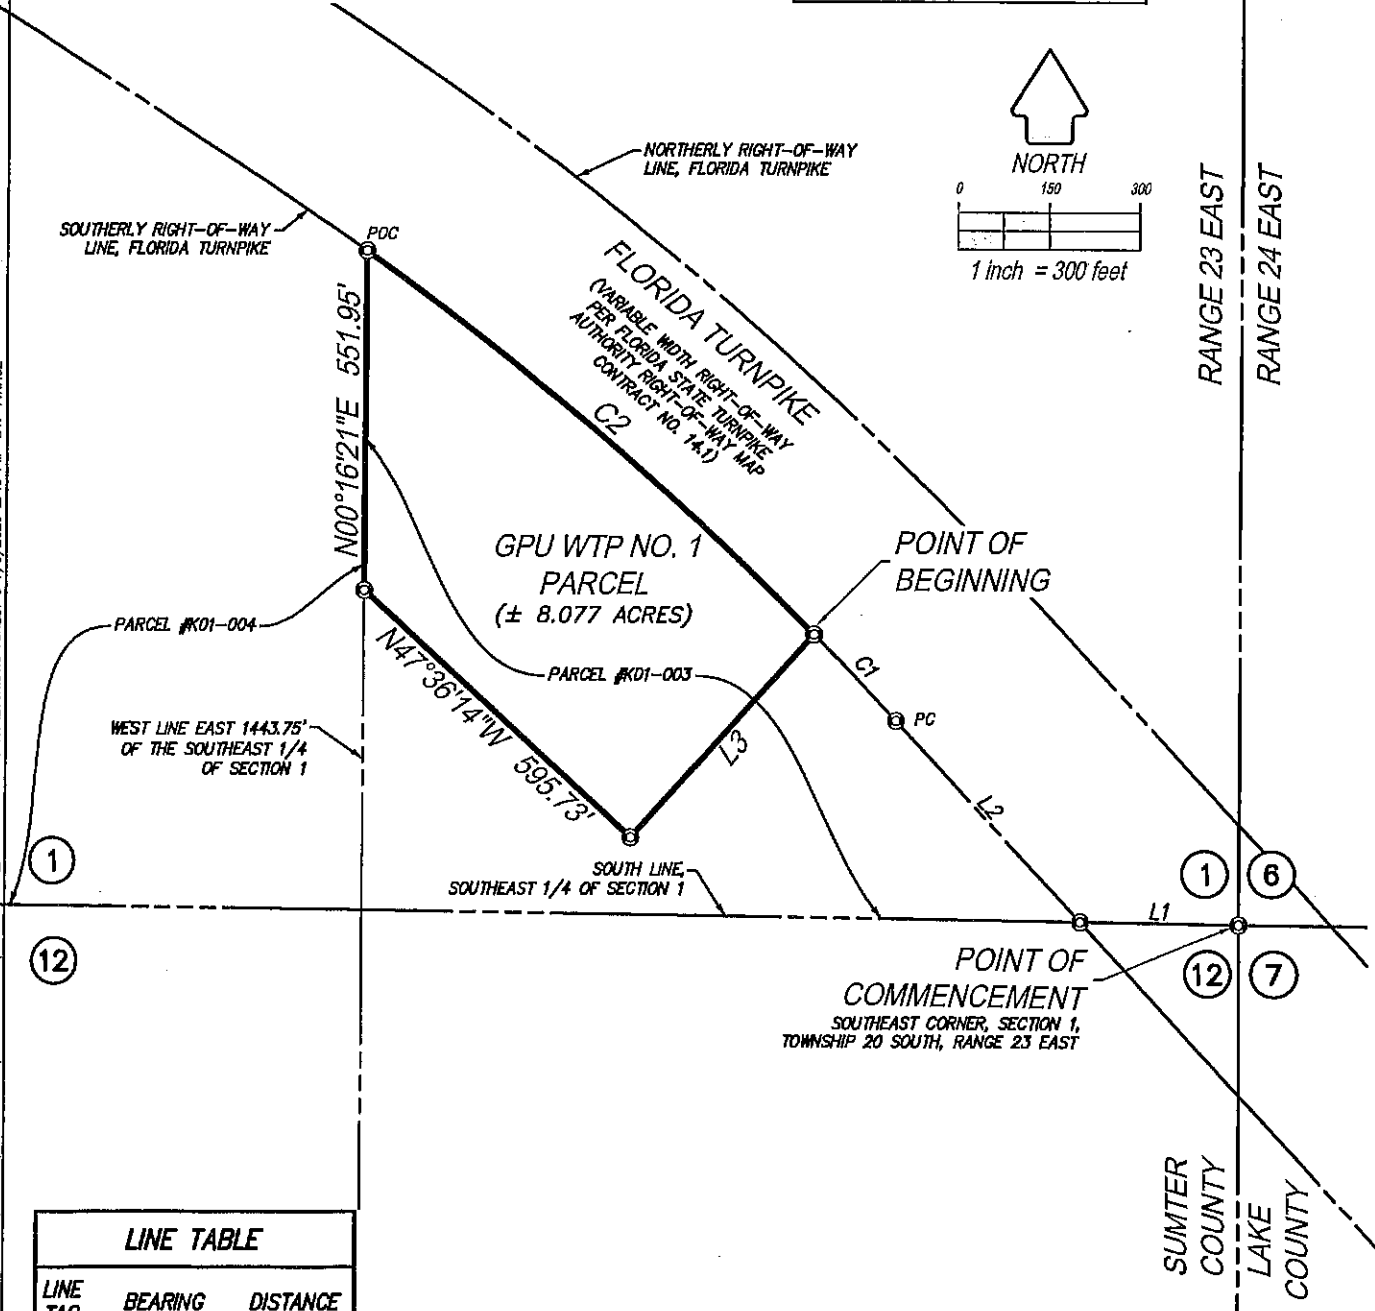 NORTHERLY RIGHT-OF-WAY
LINE, FLORIDA TURNPIKE
NORTH
0 150 300
1 inch = 300 feet
RANGE 23 EAST
RANGE 24 EAST
SOUTHERLY RIGHT-OF-WAY
LINE, FLORIDA TURNPIKE
POC
FLORIDA TURNPIKE
(VARIABLE WIDTH RIGHT-OF-WAY
PER FLORIDA STATE TURNPIKE
AUTHORITY RIGHT-OF-WAY MAP
CONTRACT NO. 14.1)
C2
N00°16'21"E 551.95'
GPU WTP NO. 1
PARCEL
(± 8.077 ACRES)
POINT OF
BEGINNING
PARCEL #K01-004
N47°36'14"W 595.73'
PARCEL #K01-003
C1
PC
L3
L2
WEST LINE EAST 1443.75'
OF THE SOUTHEAST 1/4
OF SECTION 1
1
SOUTH LINE,
SOUTHEAST 1/4 OF SECTION 1
1
6
L1
12
POINT OF
COMMENCEMENT
SOUTHEAST CORNER, SECTION 1,
TOWNSHIP 20 SOUTH, RANGE 23 EAST
12
7
SUMTER
COUNTY
LAKE
COUNTY
LINE TABLE
LINE
TAG
BEARING
DISTANCE